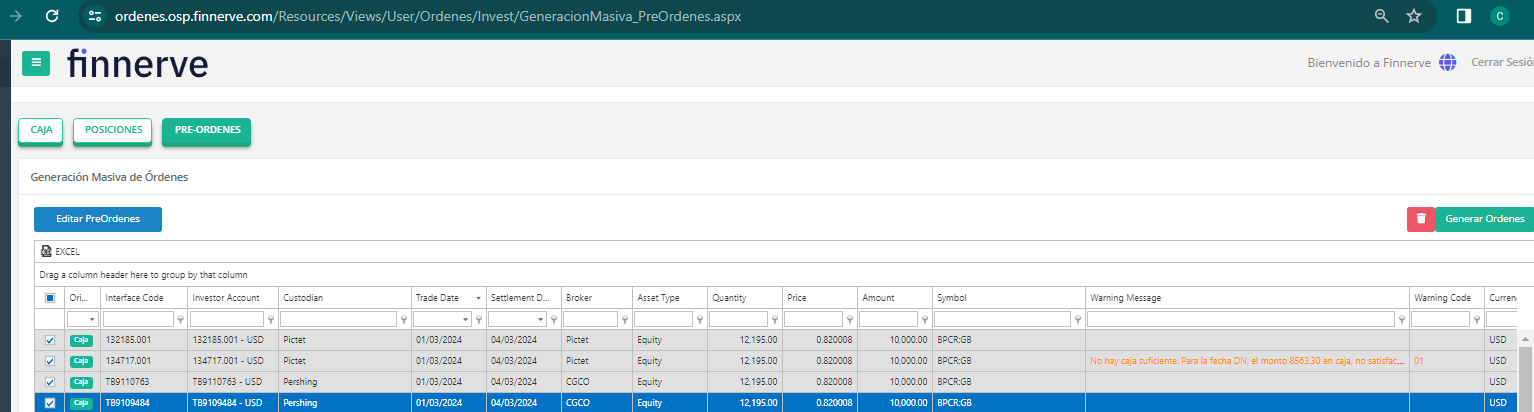 ordenes.osp.finnerve.com/Resources/Views/User/Ordenes/Invest/GeneracionMasiva_PreOrdenes.aspx C
finnerve Bienvenido a Finnerve Cerrar Sesió
CAJA POSICIONES PRE-ORDENES
Generación Masiva de Órdenes
Editar PreOrdenes Generar Ordenes
EXCEL
Drag a column header here to group by that column
Ori... Interface Code Investor Account Custodian Trade Date Settlement D... Broker Asset Type Quantity Price Amount Symbol Warning Message Warning Code Curren
Caja 132185.001 132185.001 - USD Pictet 01/03/2024 04/03/2024 Pictet Equity 12,195.00 0.820008 10,000.00 BPCR:GB USD
Caja 134717.001 134717.001 - USD Pictet 01/03/2024 04/03/2024 Pictet Equity 12,195.00 0.820008 10,000.00 BPCR:GB No hay caja suficiente. Para la fecha DN, el monto 8563.30 en caja, no satisfac... 01 USD
Caja TB9110763 TB9110763 - USD Pershing 01/03/2024 04/03/2024 CGCO Equity 12,195.00 0.820008 10,000.00 BPCR:GB USD
Caja TB9109484 TB9109484 - USD Pershing 01/03/2024 04/03/2024 CGCO Equity 12,195.00 0.820008 10,000.00 BPCR:GB USD